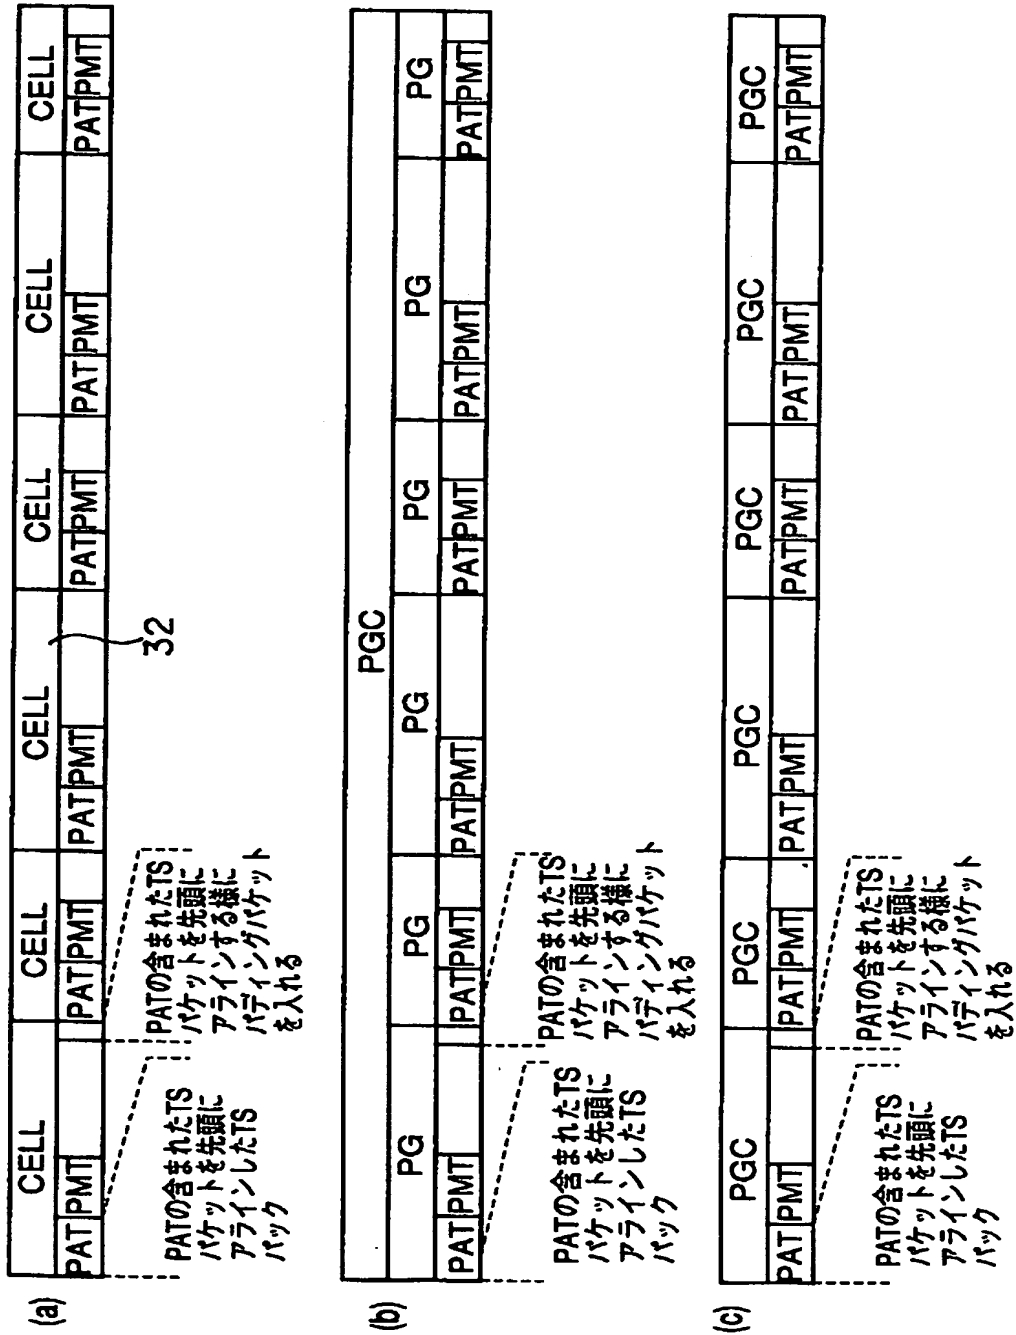 (a)
CELL CELL CELL CELL CELL CELL
PAT PMT PAT PMT PAT PMT PAT PMT PAT PMT PAT PMT
32
PATの含まれたTS
パケットを先頭に
アラインしたTS
パック
PATの含まれたTS
パケットを先頭に
アラインする様に
パディングパケット
を入れる
(b)
PGC
PG PG PG PG PG PG
PAT PMT PAT PMT PAT PMT PAT PMT PAT PMT PAT PMT
PATの含まれたTS
パケットを先頭に
アラインしたTS
パック
PATの含まれたTS
パケットを先頭に
アラインする様に
パディングパケット
を入れる
(c)
PGC PGC PGC PGC PGC PGC
PAT PMT PAT PMT PAT PMT PAT PMT PAT PMT PAT PMT
PATの含まれたTS
パケットを先頭に
アラインしたTS
パック
PATの含まれたTS
パケットを先頭に
アラインする様に
パディングパケット
を入れる